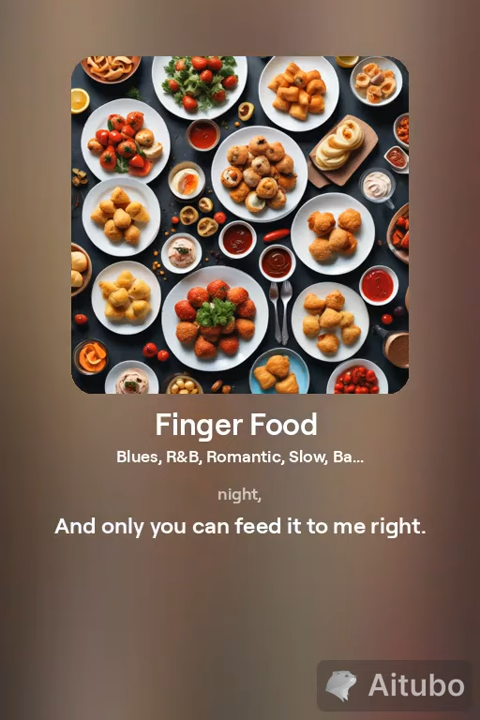 Finger Food
Blues, R&B, Romantic, Slow, Ba...
night,
And only you can feed it to me right.
Aitubo